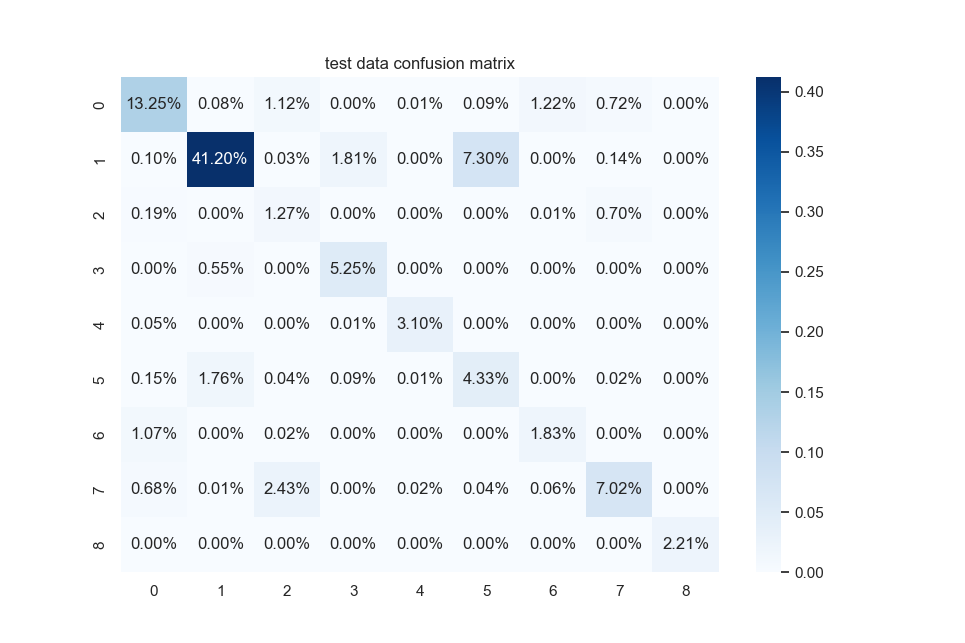 test data confusion matrix
0 13.25% 0.08% 1.12% 0.00% 0.01% 0.09% 1.22% 0.72% 0.00%
1 0.10% 41.20% 0.03% 1.81% 0.00% 7.30% 0.00% 0.14% 0.00%
2 0.19% 0.00% 1.27% 0.00% 0.00% 0.00% 0.01% 0.70% 0.00%
3 0.00% 0.55% 0.00% 5.25% 0.00% 0.00% 0.00% 0.00% 0.00%
4 0.05% 0.00% 0.00% 0.01% 3.10% 0.00% 0.00% 0.00% 0.00%
5 0.15% 1.76% 0.04% 0.09% 0.01% 4.33% 0.00% 0.02% 0.00%
6 1.07% 0.00% 0.02% 0.00% 0.00% 0.00% 1.83% 0.00% 0.00%
7 0.68% 0.01% 2.43% 0.00% 0.02% 0.04% 0.06% 7.02% 0.00%
8 0.00% 0.00% 0.00% 0.00% 0.00% 0.00% 0.00% 0.00% 2.21%
0 1 2 3 4 5 6 7 8
0.40
0.35
0.30
0.25
0.20
0.15
0.10
0.05
0.00